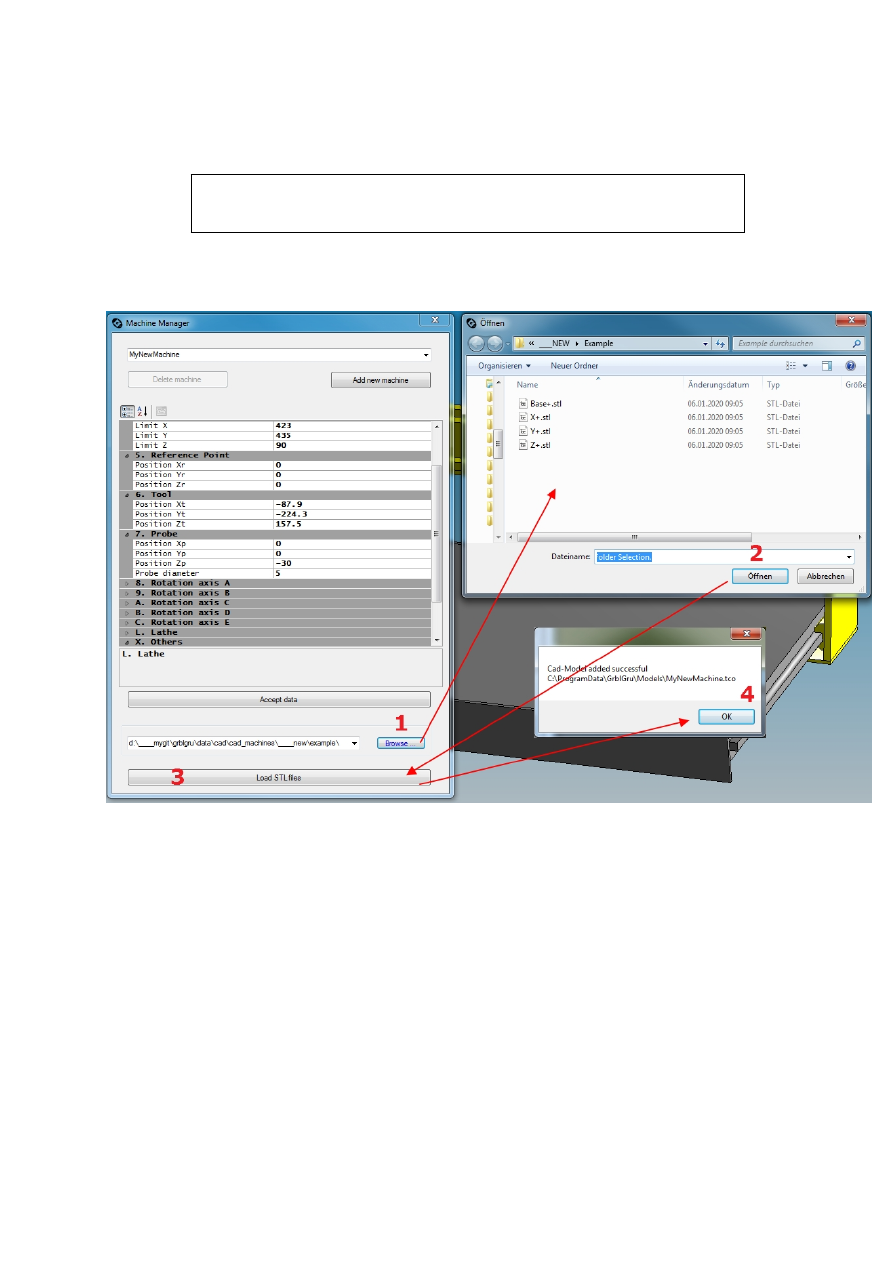 Machine Manager
MyNewMachine
Delete machine
Add new machine
Limit X 423
Limit Y 435
Limit Z 90
5. Reference Point
Position Xr 0
Position Yr 0
Position Zr 0
6. Tool
Position Xt -87.9
Position Yt -224.3
Position Zt 157.5
7. Probe
Position Xp 0
Position Yp 0
Position Zp -30
Probe diameter 5
8. Rotation axis A
9. Rotation axis B
A. Rotation axis C
B. Rotation axis D
C. Rotation axis E
L. Lathe
X. Others
L. Lathe
Accept data
1
d:\____mygit\grblgru\data\cad\cad_machines\____new\example\
Browse ...
3
Load STL files
Öffnen
« ___NEW Example
Example durchsuchen
Organisieren
Neuer Ordner
Name Änderungsdatum Typ Größe
Base+.stl 06.01.2020 09:05 STL-Datei
X+.stl 06.01.2020 09:05 STL-Datei
Y+.stl 06.01.2020 09:05 STL-Datei
Z+.stl 06.01.2020 09:05 STL-Datei
Dateiname: older Selection.
2
Öffnen
Abbrechen
Cad-Model added successful
C:\ProgramData\GrblGru\Models\MyNewMachine.tco
4
OK